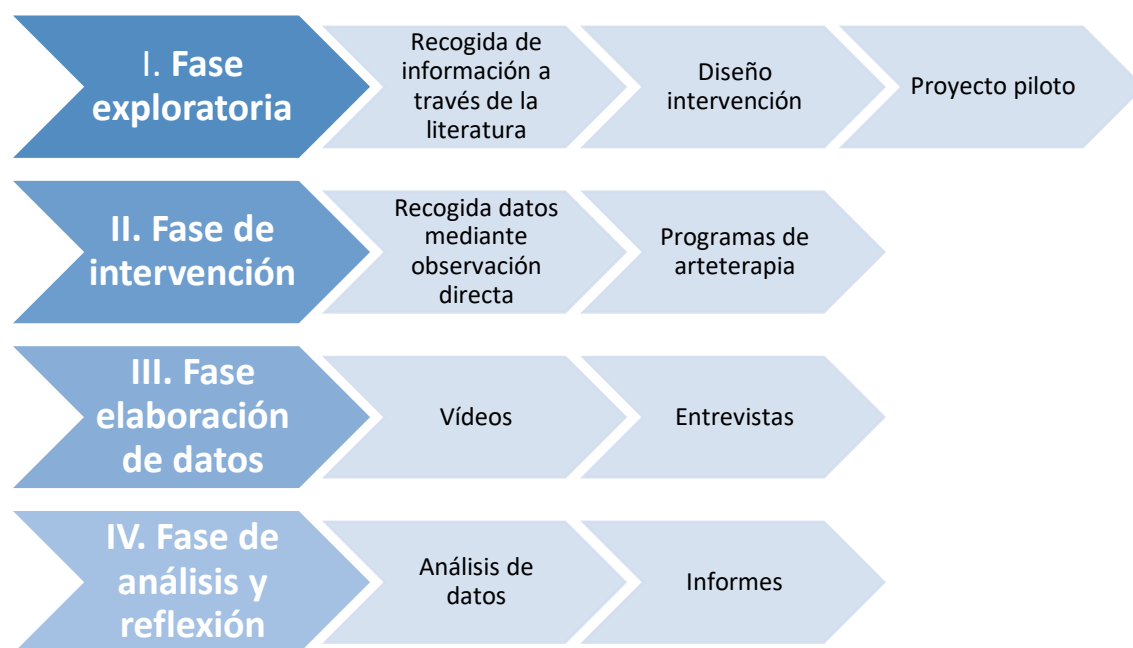 I. Fase
exploratoria
Recogida de
información a
través de la
literatura
Diseño
intervención
Proyecto piloto
II. Fase de
intervención
Recogida datos
mediante
observación
directa
Programas de
arteterapia
III. Fase
elaboración
de datos
Vídeos
Entrevistas
IV. Fase de
análisis y
reflexión
Análisis de
datos
Informes